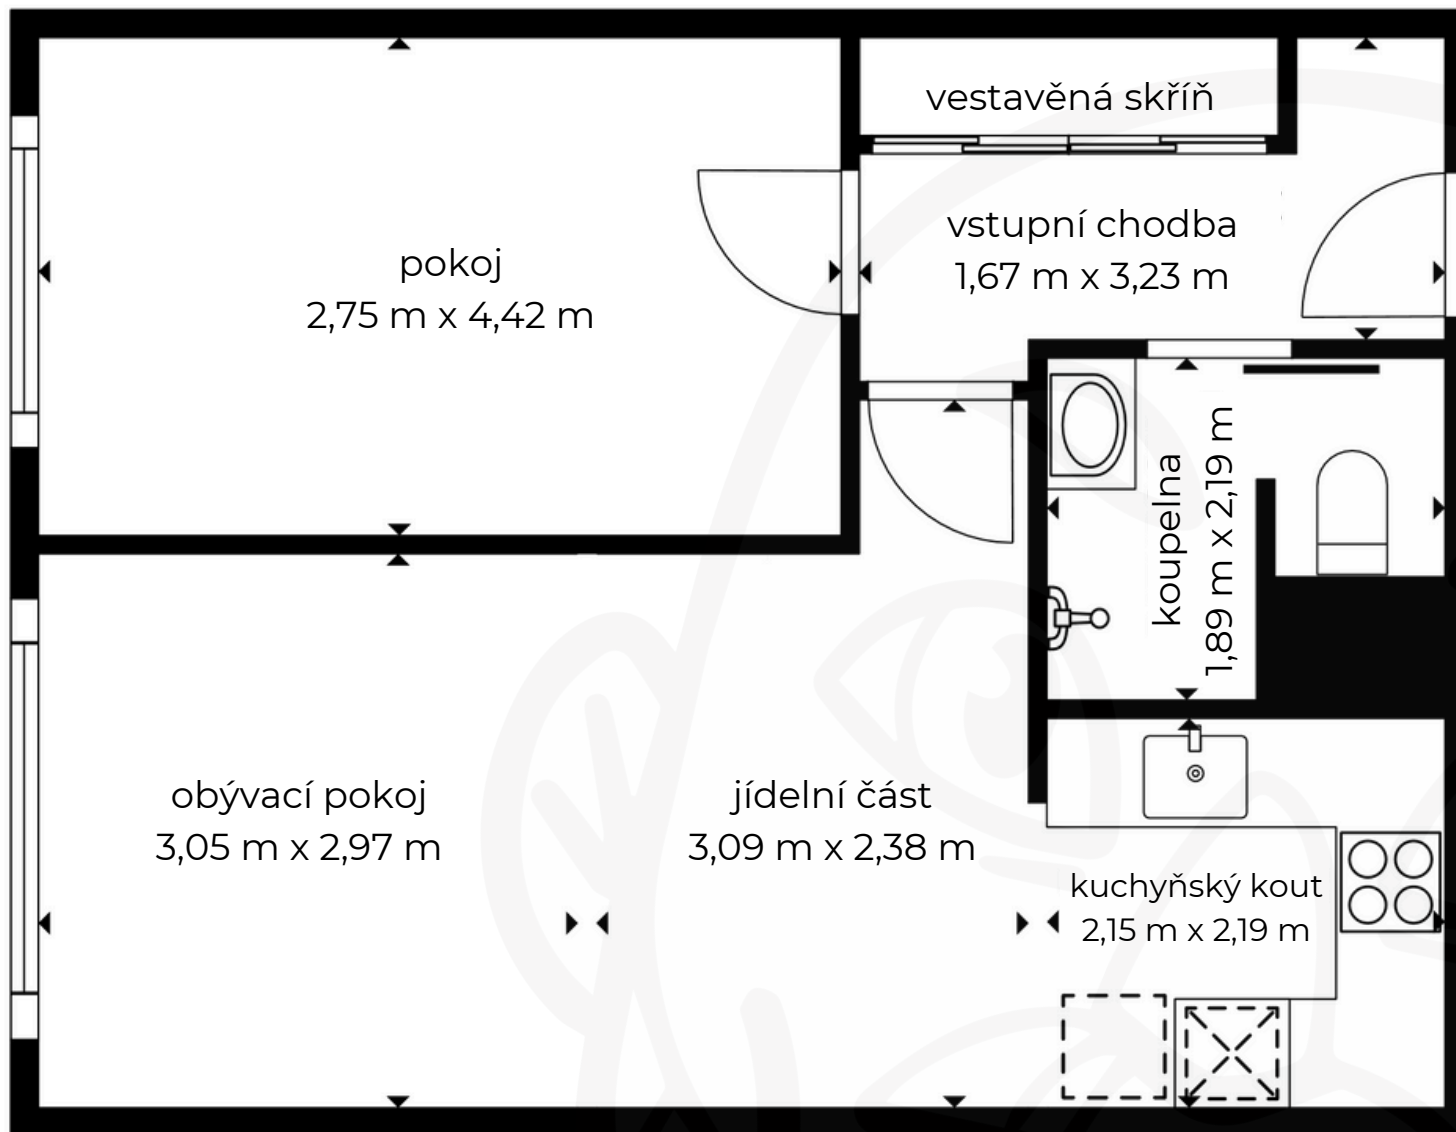 vestavěná skříň
vstupní chodba
1,67 m x 3,23 m
pokoj
2,75 m x 4,42 m
koupelna
1,89 m x 2,19 m
obývací pokoj
3,05 m x 2,97 m
jídelní část
3,09 m x 2,38 m
kuchyňský kout
2,15 m x 2,19 m